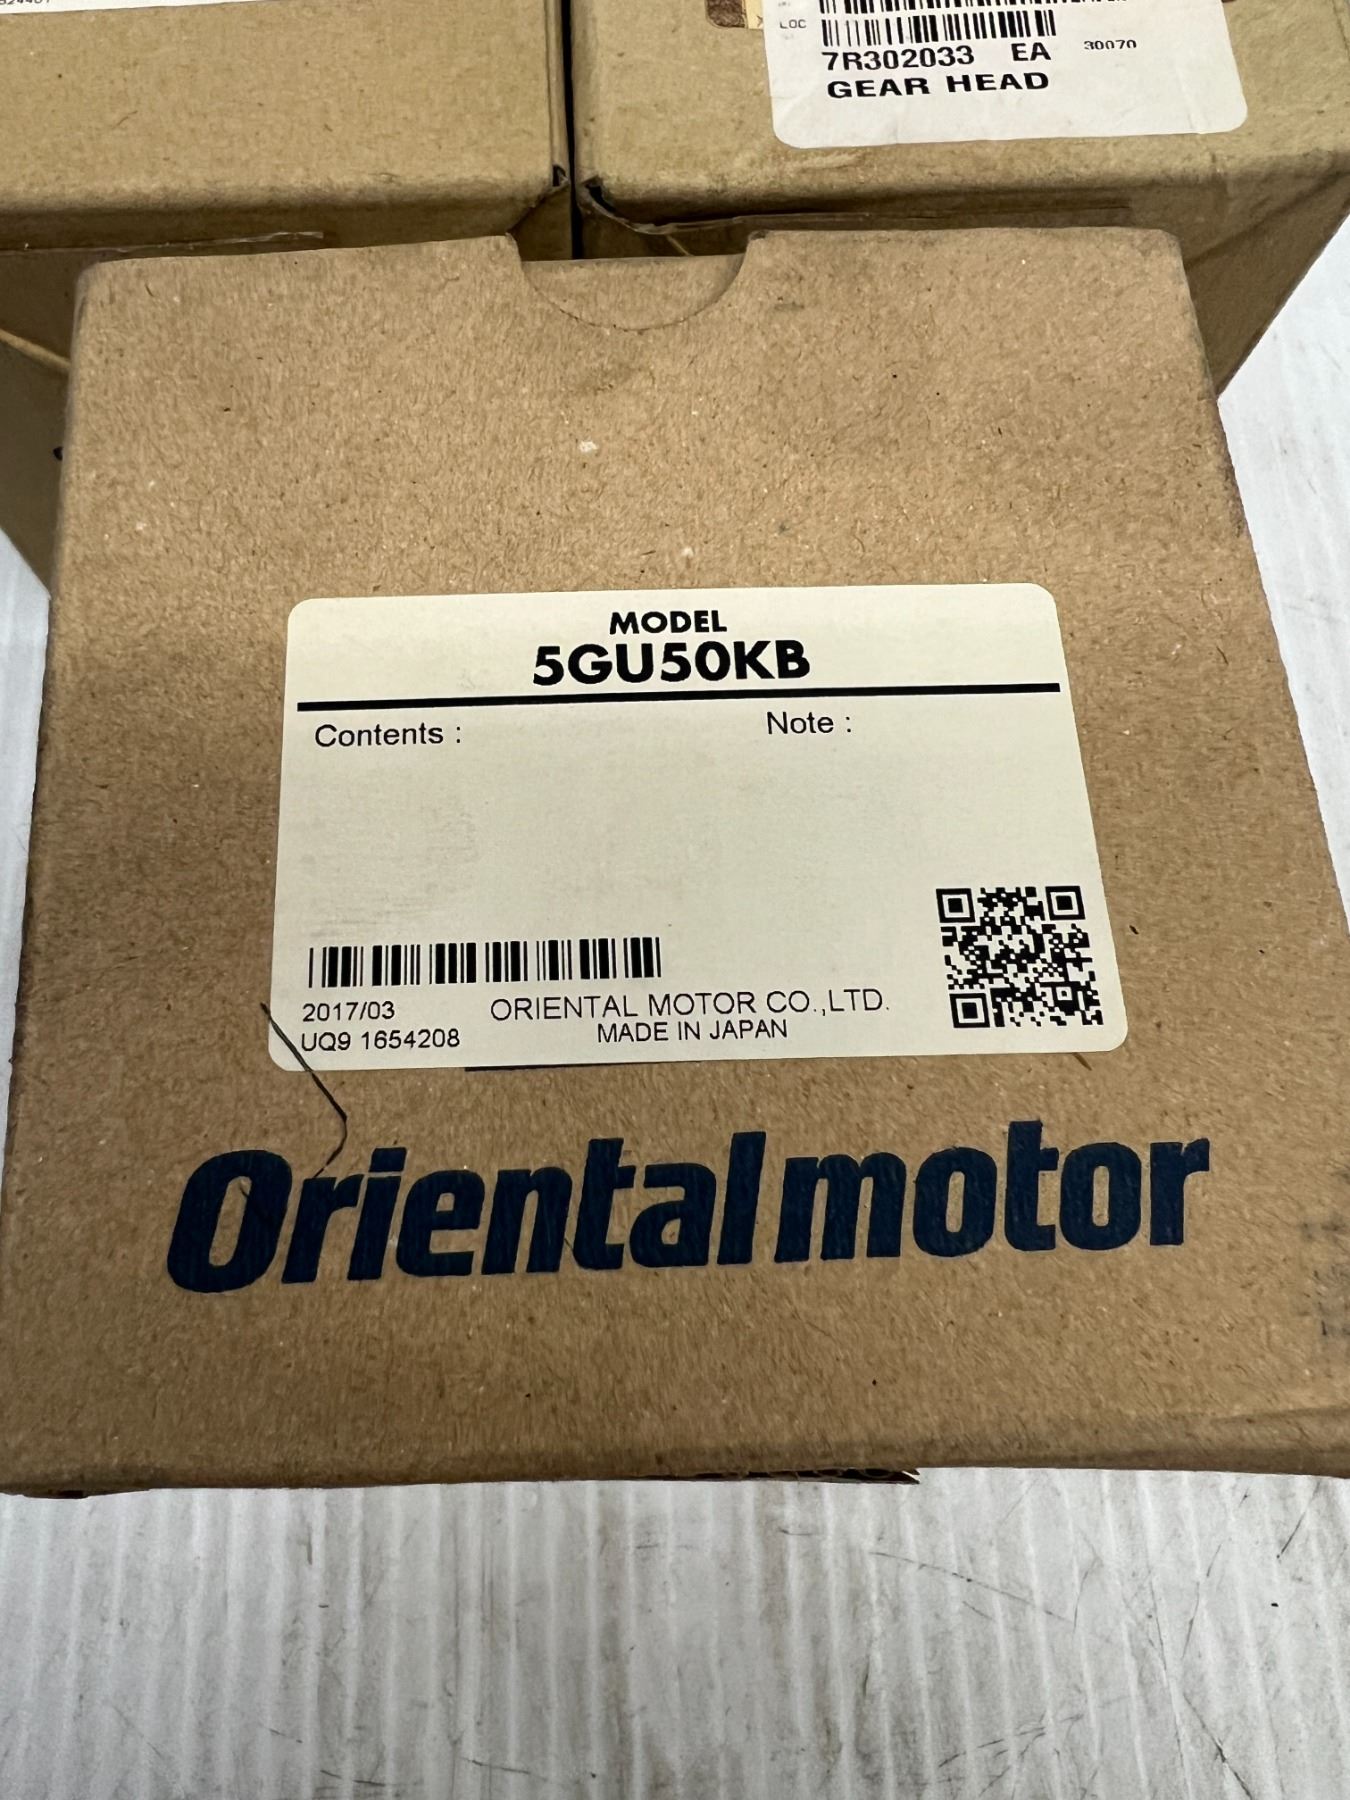 LOC
7R302033 EA 30070
GEAR HEAD
MODEL
5GU50KB
Contents :
Note :
2017/03
ORIENTAL MOTOR CO.,LTD.
UQ9 1654208
MADE IN JAPAN
Orientalmotor